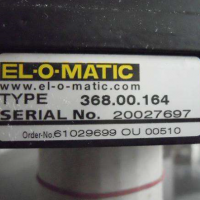 EL-O-MATIC
www.el-o-matic.com
TYPE 368.00.164
SERIAL No. 20027697
Order-No. 61029699 OU 00510